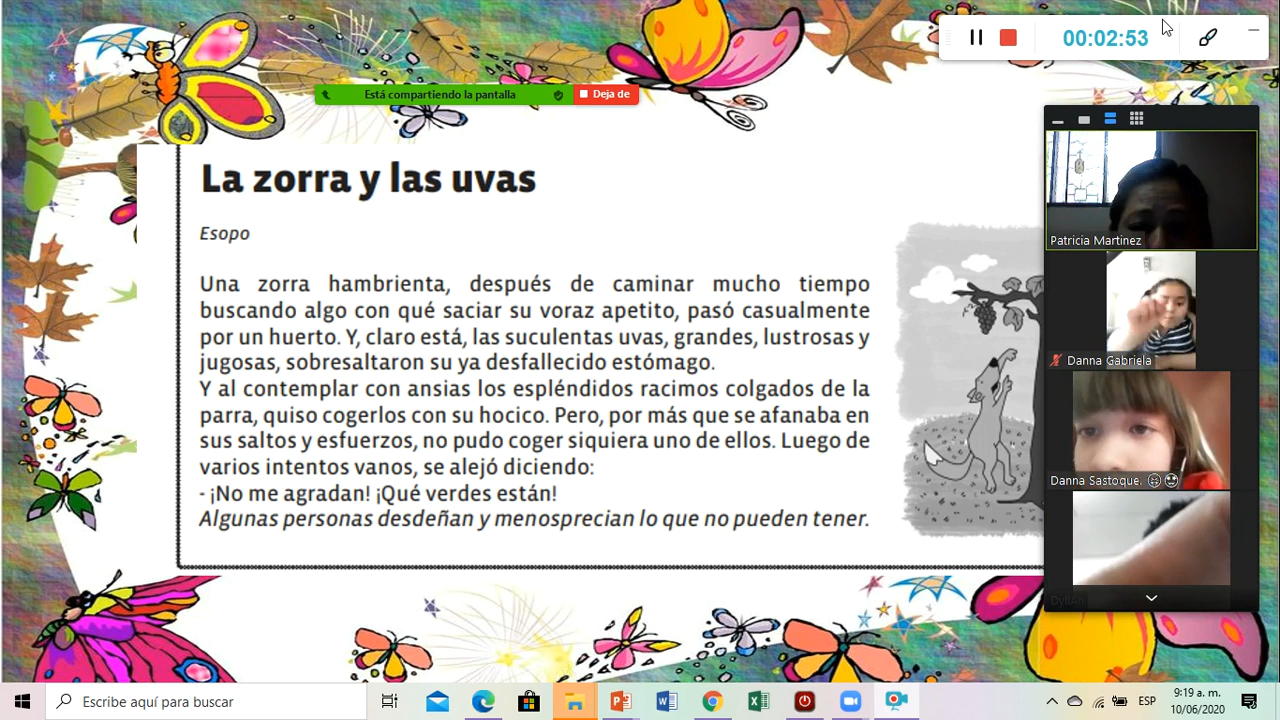 00:02:53
Está compartiendo la pantalla
Deja de
La zorra y las uvas
Esopo
Una zorra hambrienta, después de caminar mucho tiempo
buscando algo con qué saciar su voraz apetito, pasó casualmente
por un huerto. Y, claro está, las suculentas uvas, grandes, lustrosas y
jugosas, sobresaltaron su ya desfallecido estómago.
Y al contemplar con ansias los espléndidos racimos colgados de la
parra, quiso cogerlos con su hocico. Pero, por más que se afanaba en
sus saltos y esfuerzos, no pudo coger siquiera uno de ellos. Luego de
varios intentos vanos, se alejó diciendo:
- ¡No me agradan! ¡Qué verdes están!
Algunas personas desdeñan y menosprecian lo que no pueden tener.
Patricia Martinez
Danna Gabriela
Danna Sastoque.
Escribe aquí para buscar
ESP
9:19 a. m.
10/06/2020